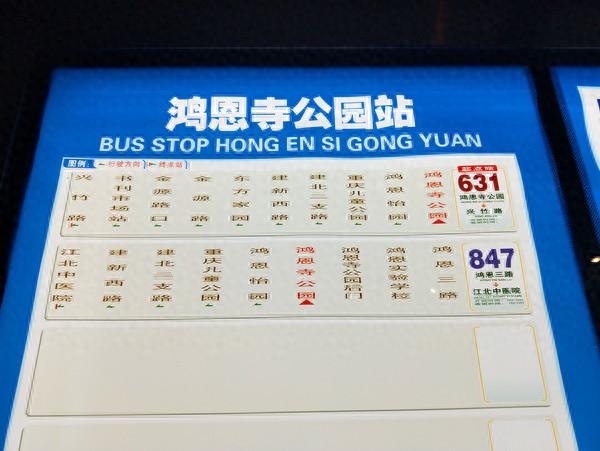 鸿恩寺公园站
BUS STOP HONG EN SI GONG YUAN
图例: 行驶方向 终点站
兴竹路
书刊市场站
金源路口
金源路
东方家园
建新西路
建北二支路
重庆儿童公园
鸿恩怡园
鸿恩寺公园
起点站
631
鸿恩寺公园
兴竹路
江北中医院
建新西路
建北二支路
重庆儿童公园
鸿恩怡园
鸿恩寺公园
鸿恩寺公园后门
鸿恩实验学校
鸿恩三路
847
鸿恩三路
江北中医院